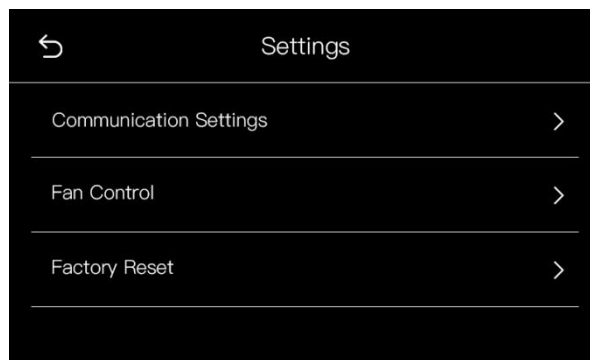 Settings
Communication Settings
Fan Control
Factory Reset